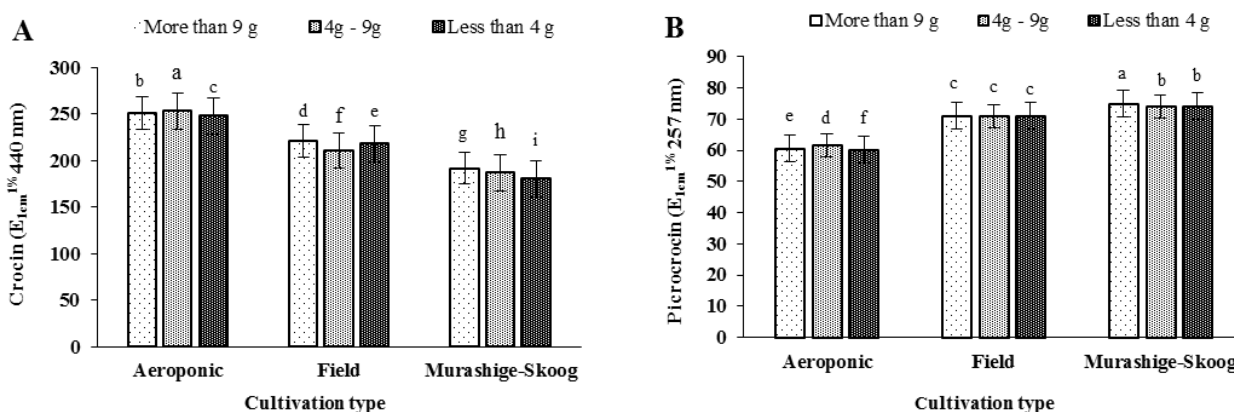 A
More than 9 g 4g - 9g Less than 4 g
Crocin (E1cm1% 440 nm)
300
250
200
150
100
50
0
b a c d f e g h i
Aeroponic Field Murashige-Skoog
Cultivation type
B
More than 9 g 4g - 9g Less than 4 g
Picrocrocin (E1cm1% 257 nm)
90
80
70
60
50
40
30
20
10
0
e d f c c c a b b
Aeroponic Field Murashige-Skoog
Cultivation type